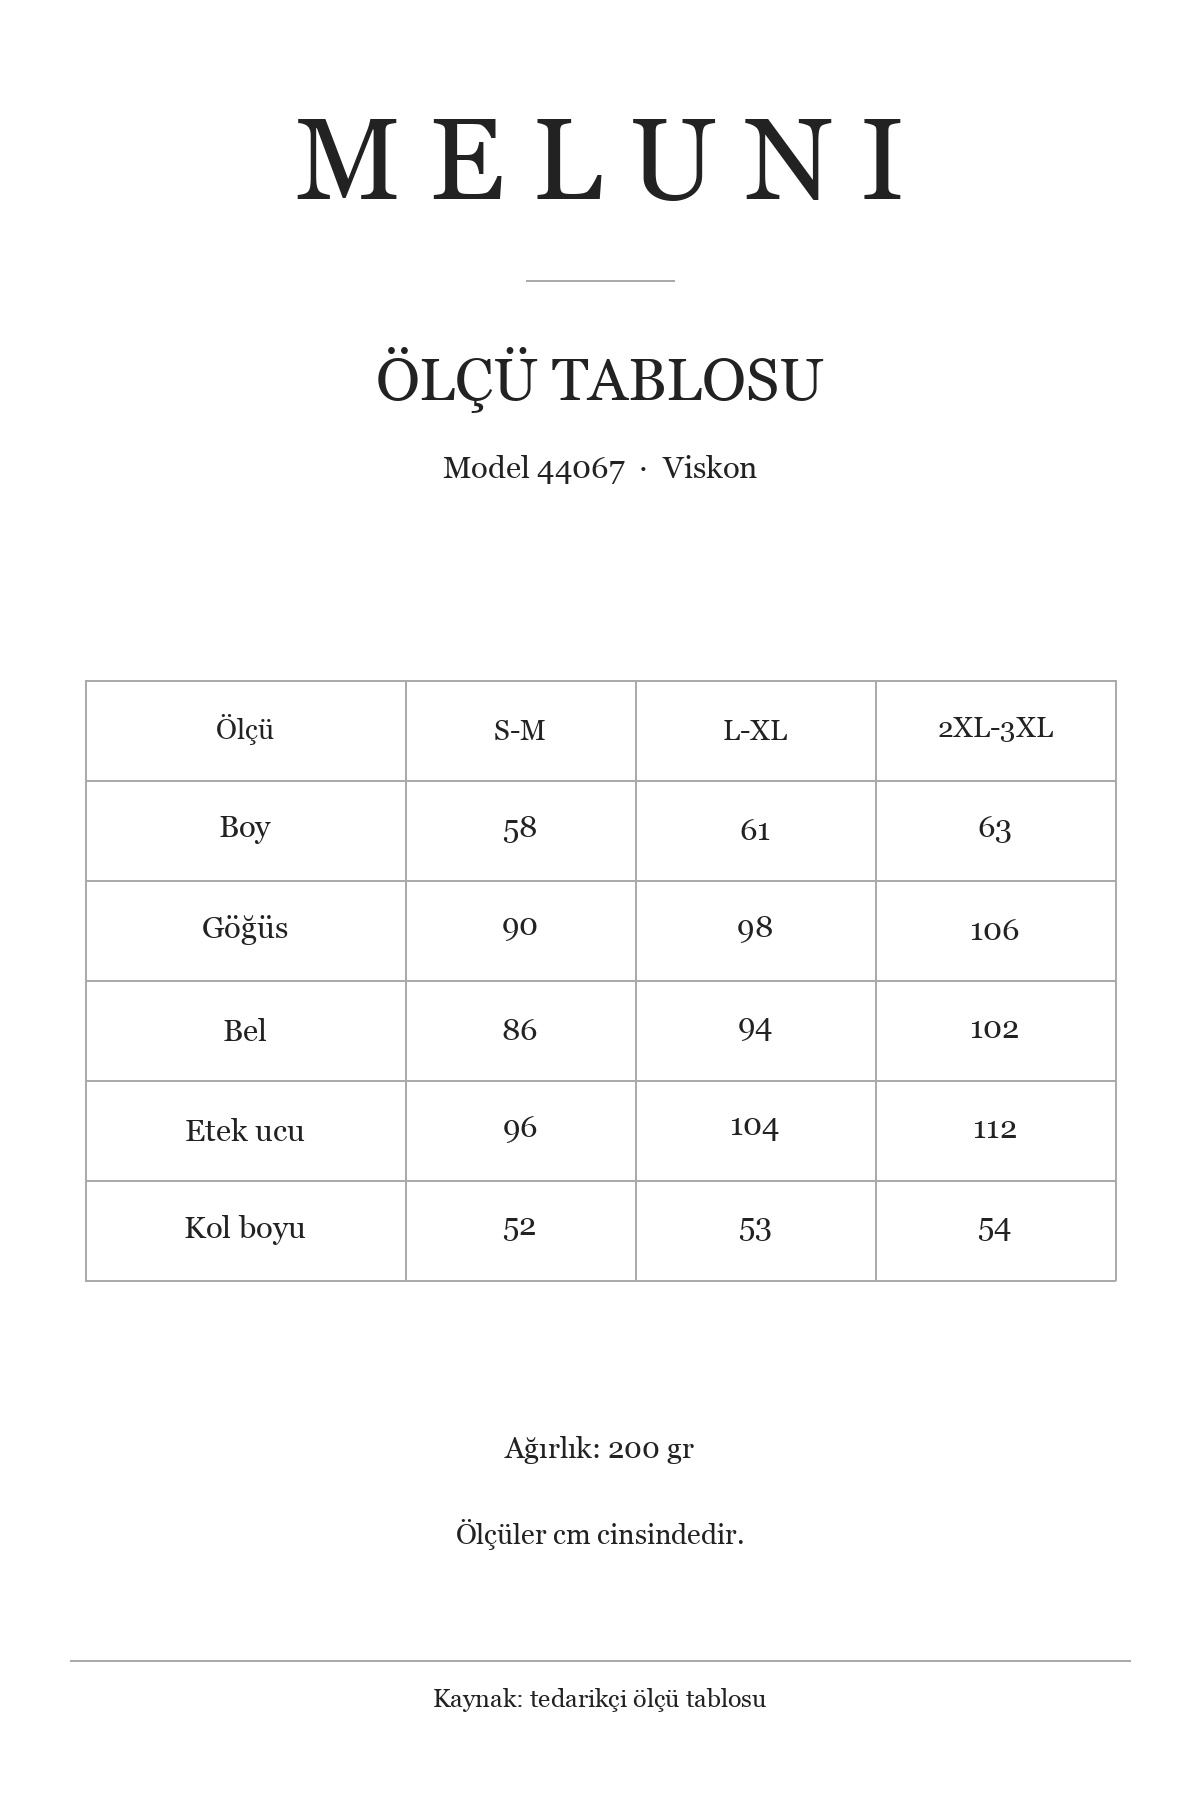 MELUNI
ÖLÇÜ TABLOSU
Model 44067 · Viskon
Ölçü S-M L-XL 2XL-3XL
Boy 58 61 63
Göğüs 90 98 106
Bel 86 94 102
Etek ucu 96 104 112
Kol boyu 52 53 54
Ağırlık: 200 gr
Ölçüler cm cinsindedir.
Kaynak: tedarikçi ölçü tablosu